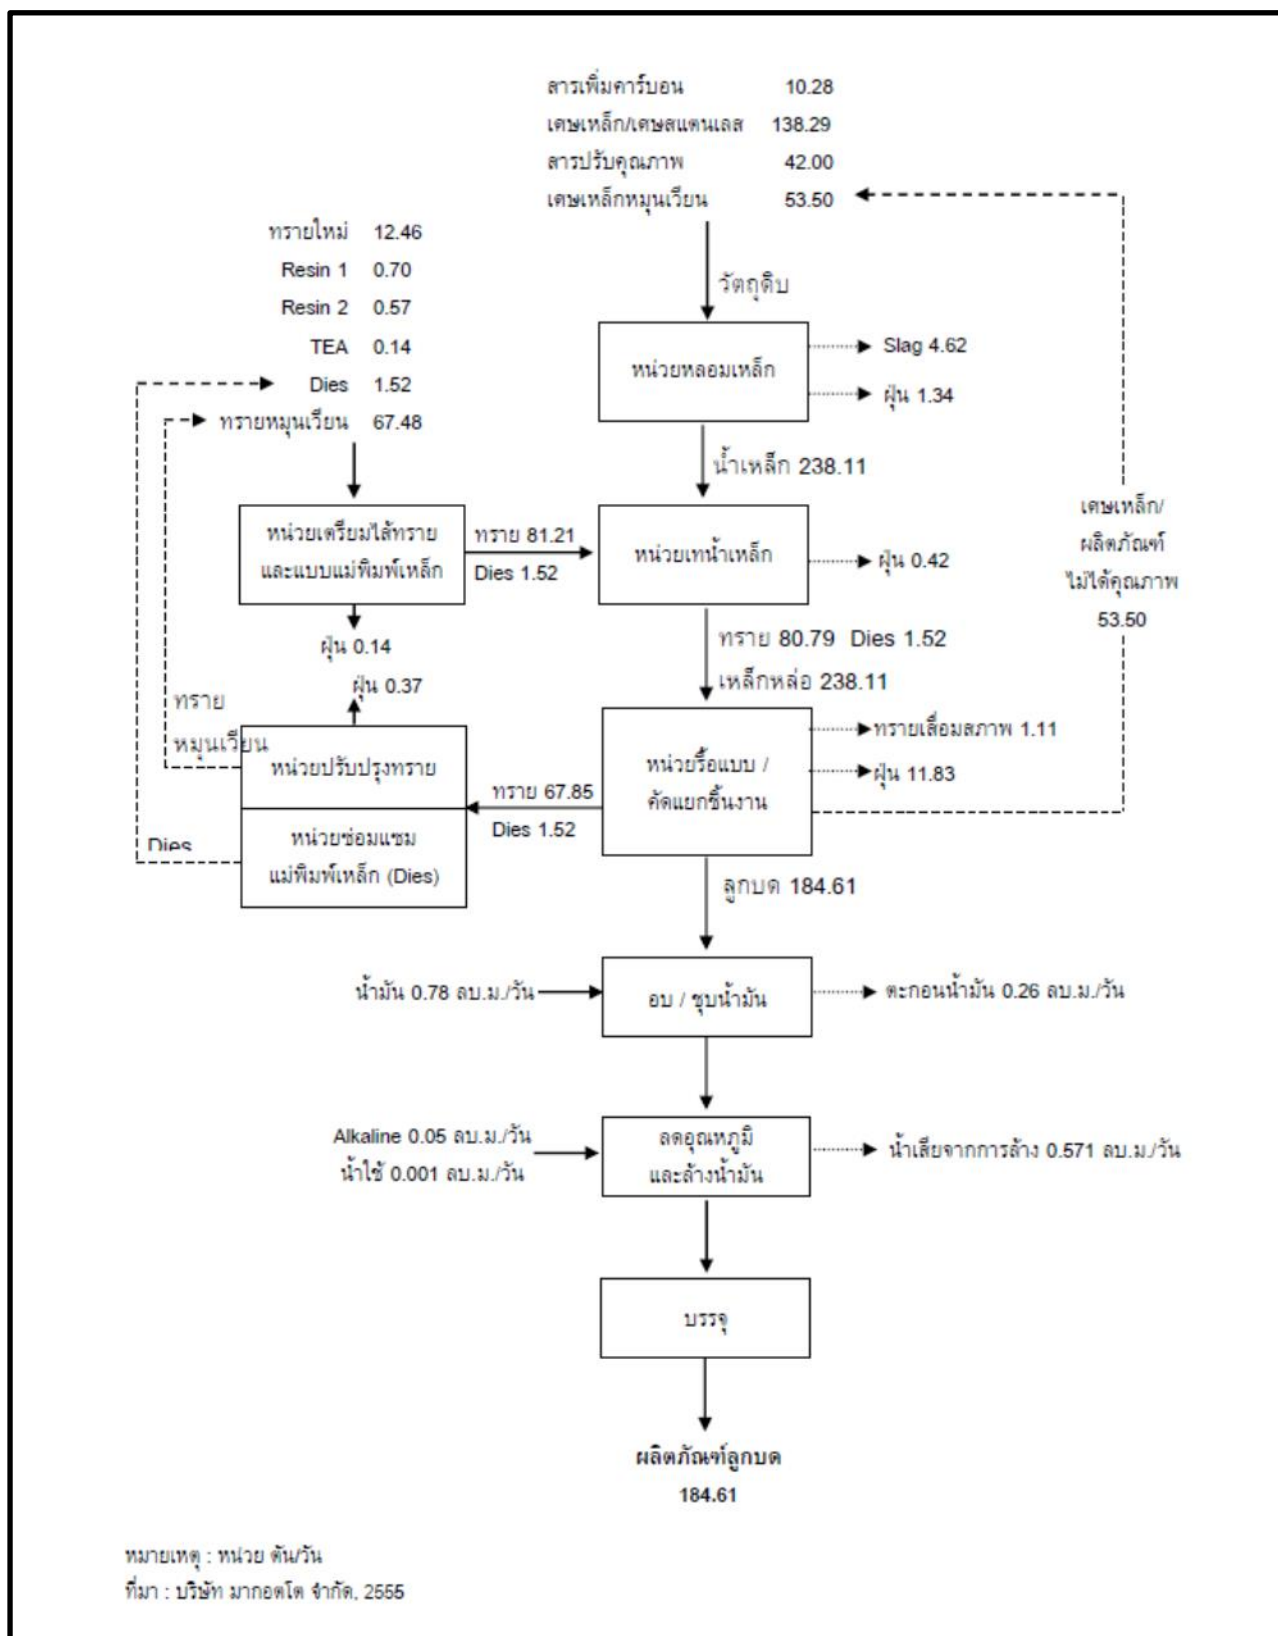 สารเพิ่มคาร์บอน 10.28
เศษเหล็ก/เศษสแตนเลส 138.29
สารปรับคุณภาพ 42.00
เศษเหล็กหมุนเวียน 53.50
ทรายใหม่ 12.46
Resin 1 0.70
Resin 2 0.57
TEA 0.14
Dies 1.52
ทรายหมุนเวียน 67.48
วัตถุดิบ
หน่วยหลอมเหล็ก
Slag 4.62
ฝุ่น 1.34
น้ำเหล็ก 238.11
หน่วยเตรียมไส้ทราย
และแบบแม่พิมพ์เหล็ก
ทราย 81.21
Dies 1.52
หน่วยเทน้ำเหล็ก
ฝุ่น 0.42
เศษเหล็ก/
ผลิตภัณฑ์
ไม่ได้คุณภาพ
53.50
ฝุ่น 0.14
ฝุ่น 0.37
ทราย 80.79 Dies 1.52
เหล็กหล่อ 238.11
ทราย
หมุนเวียน
หน่วยปรับปรุงทราย
หน่วยซ่อมแซม
แม่พิมพ์เหล็ก (Dies)
Dies
ทราย 67.85
Dies 1.52
หน่วยรื้อแบบ /
คัดแยกชิ้นงาน
ทรายเสื่อมสภาพ 1.11
ฝุ่น 11.83
ลูกบด 184.61
น้ำมัน 0.78 ลบ.ม./วัน
อบ / ชุบน้ำมัน
ตะกอนน้ำมัน 0.26 ลบ.ม./วัน
Alkaline 0.05 ลบ.ม./วัน
น้ำใช้ 0.001 ลบ.ม./วัน
ลดอุณหภูมิ
และล้างน้ำมัน
น้ำเสียจากการล้าง 0.571 ลบ.ม./วัน
บรรจุ
ผลิตภัณฑ์ลูกบด
184.61
หมายเหตุ : หน่วย ตัน/วัน
ที่มา : บริษัท มากอตโต จำกัด, 2555